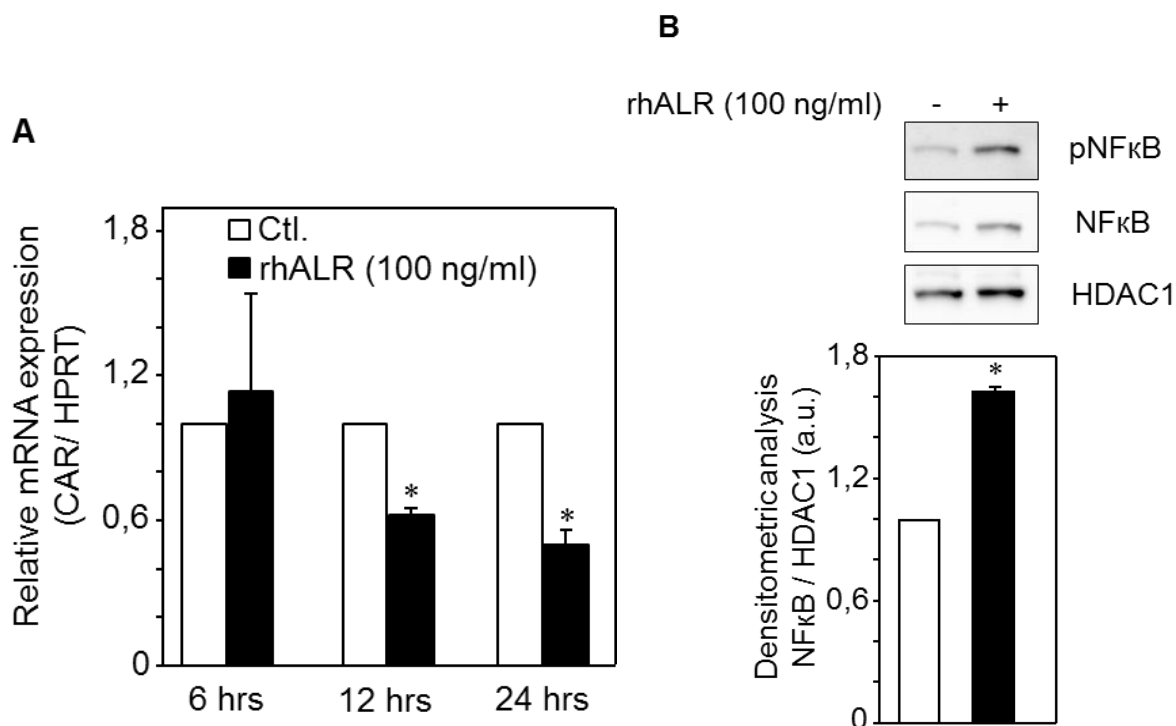 A
Relative mRNA expression
(CAR/ HPRT)
1,8
1,2
0,6
0
Ctl.
rhALR (100 ng/ml)
*
*
6 hrs 12 hrs 24 hrs
B
rhALR (100 ng/ml) - +
pNFκB
NFκB
HDAC1
Densitometric analysis
NFκB / HDAC1 (a.u.)
1,8
1,2
0,6
0
*